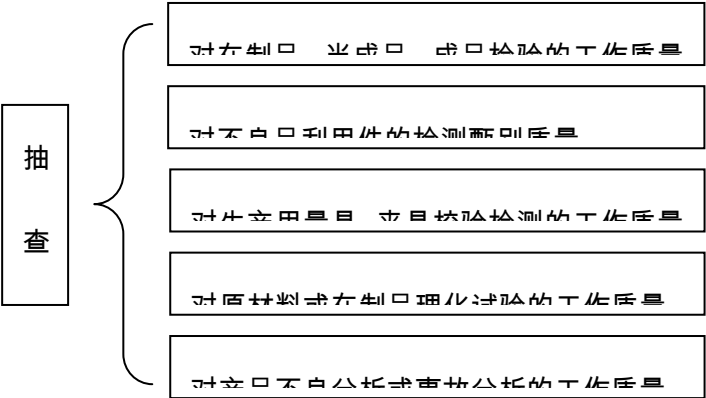 抽
查
对在制品、半成品、成品检验的工作质量
对不良品利用件的检测甄别质量
对生产用量具、夹具校验检测的工作质量
对原材料或在制品理化试验的工作质量
对产品不良分析或事故分析的工作质量